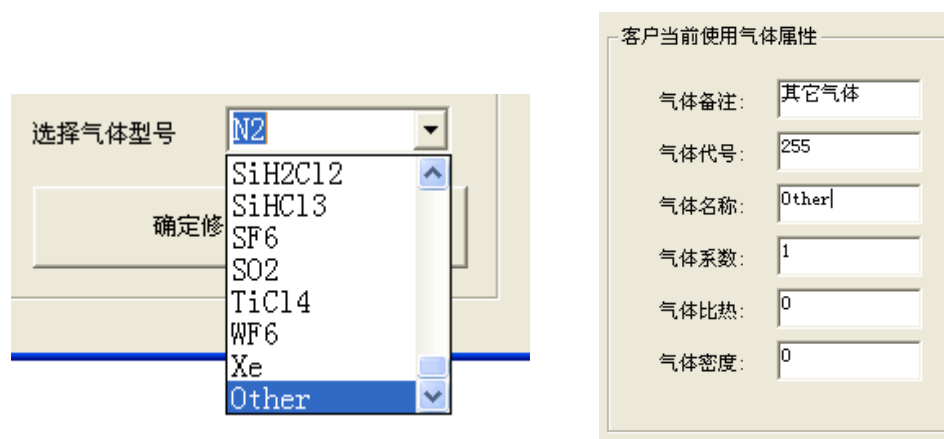 选择气体型号
N2
SiH2Cl2
SiHCl3
确定修
SF6
SO2
TiCl4
WF6
Xe
Other
客户当前使用气体属性
气体备注: 其它气体
气体代号: 255
气体名称: Other
气体系数: 1
气体比热: 0
气体密度: 0